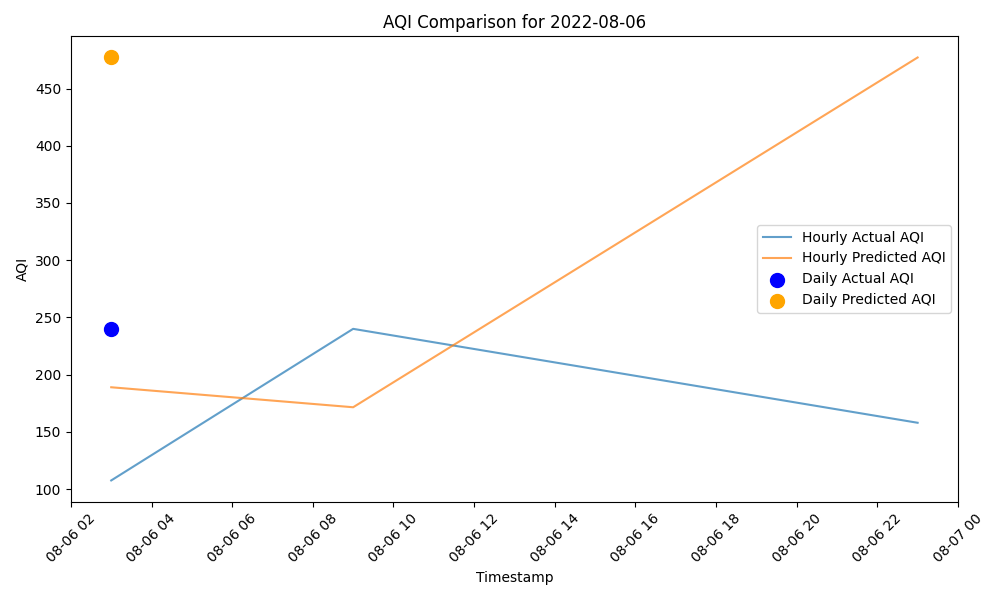 AQI Comparison for 2022-08-06
AQI
450
400
350
300
250
200
150
100
Hourly Actual AQI
Hourly Predicted AQI
Daily Actual AQI
Daily Predicted AQI
08-06 02
08-06 04
08-06 06
08-06 08
08-06 10
08-06 12
08-06 14
08-06 16
08-06 18
08-06 20
08-06 22
08-07 00
Timestamp